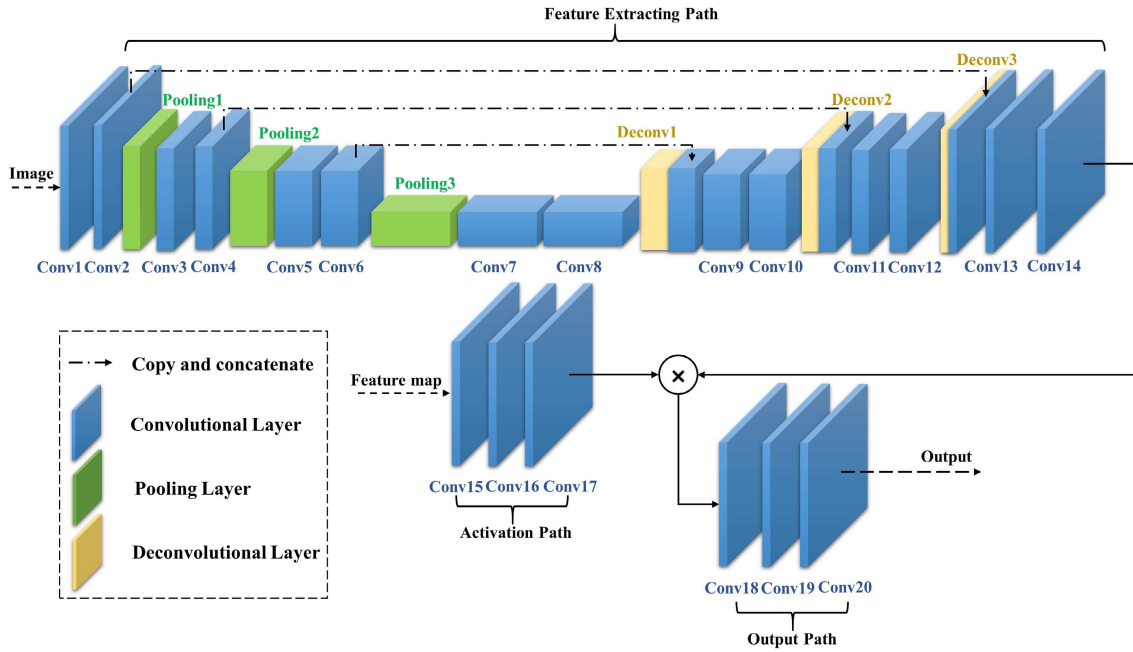 Feature Extracting Path
Deconv3
Pooling1
Deconv2
Pooling2
Deconv1
Image
Pooling3
Conv1 Conv2 Conv3 Conv4 Conv5 Conv6 Conv7 Conv8 Conv9 Conv10 Conv11 Conv12 Conv13 Conv14
Copy and concatenate
Feature map
×
Convolutional Layer
Output
Conv15 Conv16 Conv17
Pooling Layer
Activation Path
Deconvolutional Layer
Conv18 Conv19 Conv20
Output Path